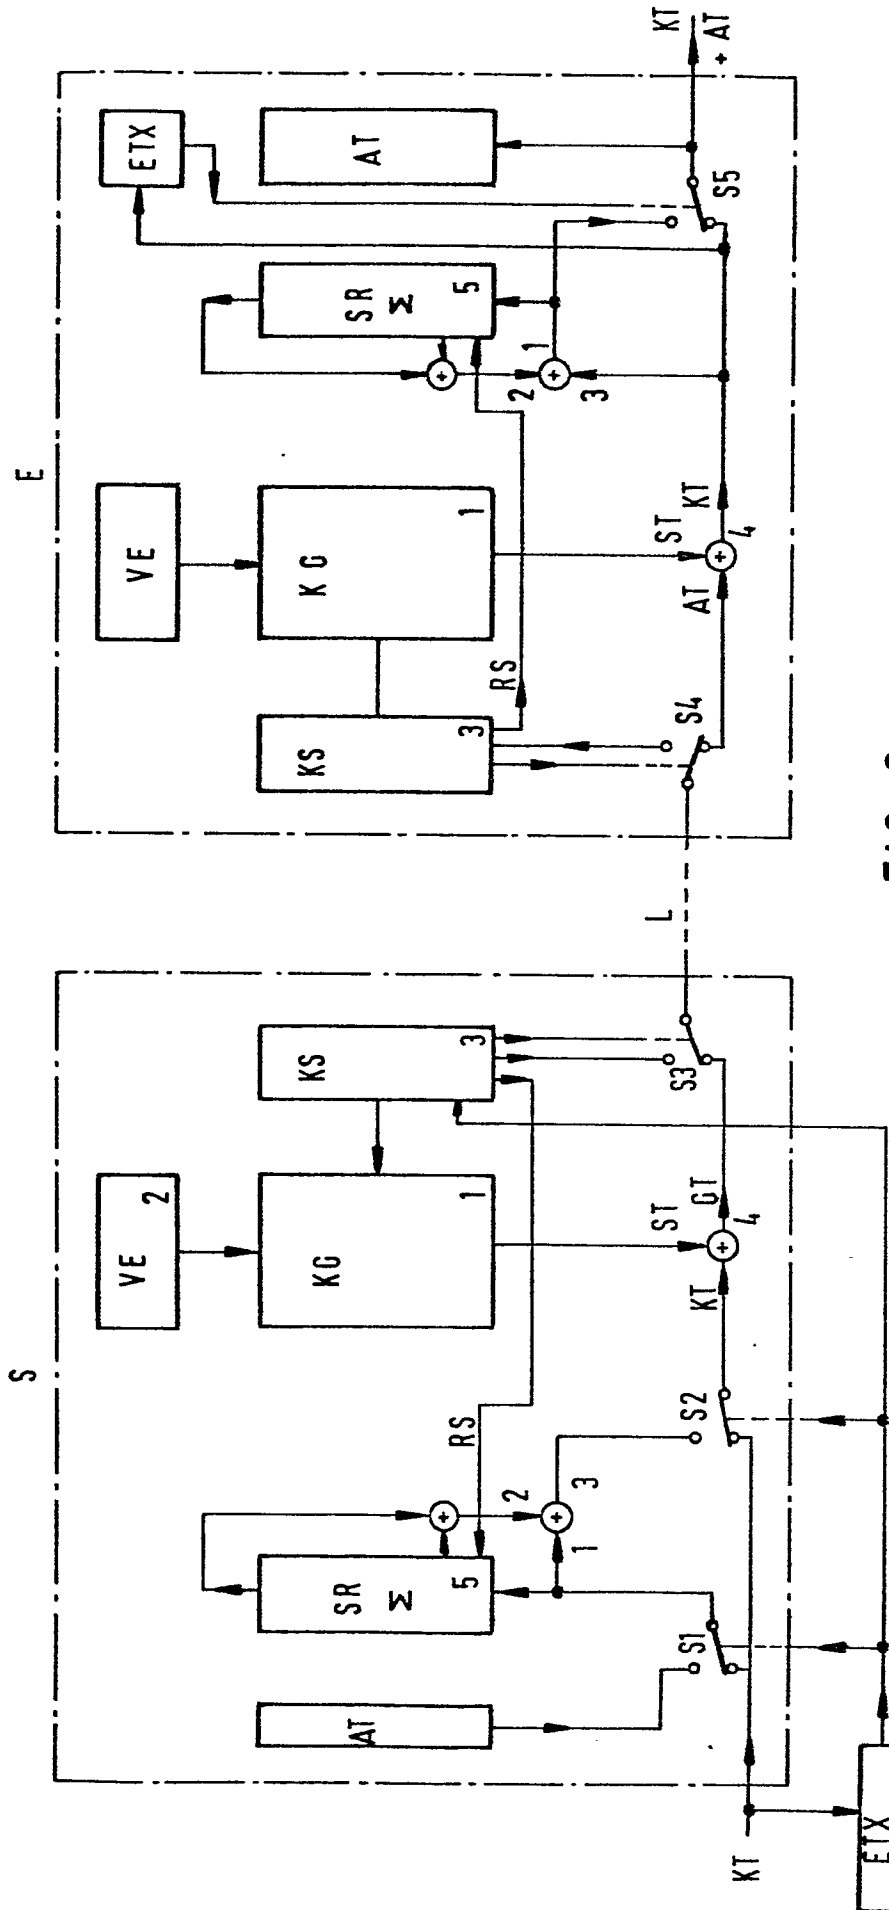 S
AT
SR
Σ
5
RS
2
1
3
S1
S2
VE
2
KG
1
KS
3
ST
KT
GT
4
S3
KT
ETX
L
E
KS
3
RS
S4
VE
KG
1
ST
AT
KT
4
SR
Σ
5
2
1
3
ETX
AT
S5
KT
+ AT